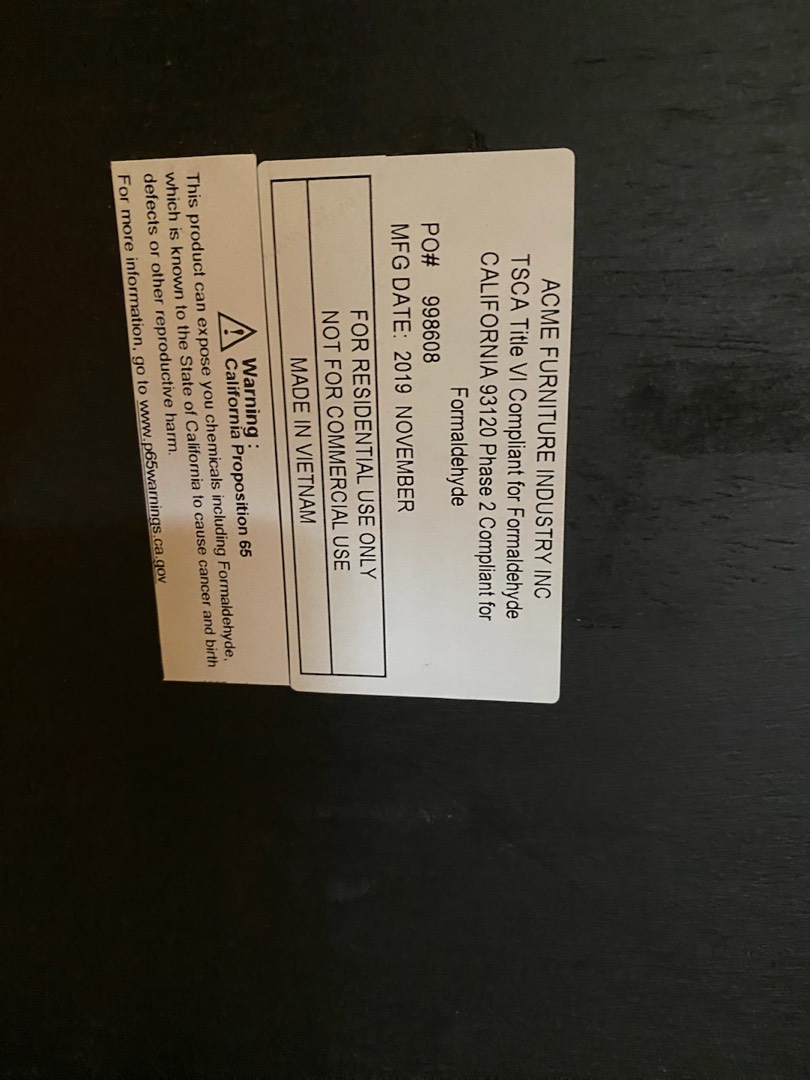 ACME FURNITURE INDUSTRY INC
TSCA Title VI Compliant for Formaldehyde
CALIFORNIA 93120 Phase 2 Compliant for
Formaldehyde
PO# 998608
MFG DATE: 2019 NOVEMBER
FOR RESIDENTIAL USE ONLY
NOT FOR COMMERCIAL USE
MADE IN VIETNAM
Warning :
California Proposition 65
This product can expose you chemicals including Formaldehyde,
which is known to the State of California to cause cancer and birth
defects or other reproductive harm.
For more information, go to www.p65warnings.ca.gov